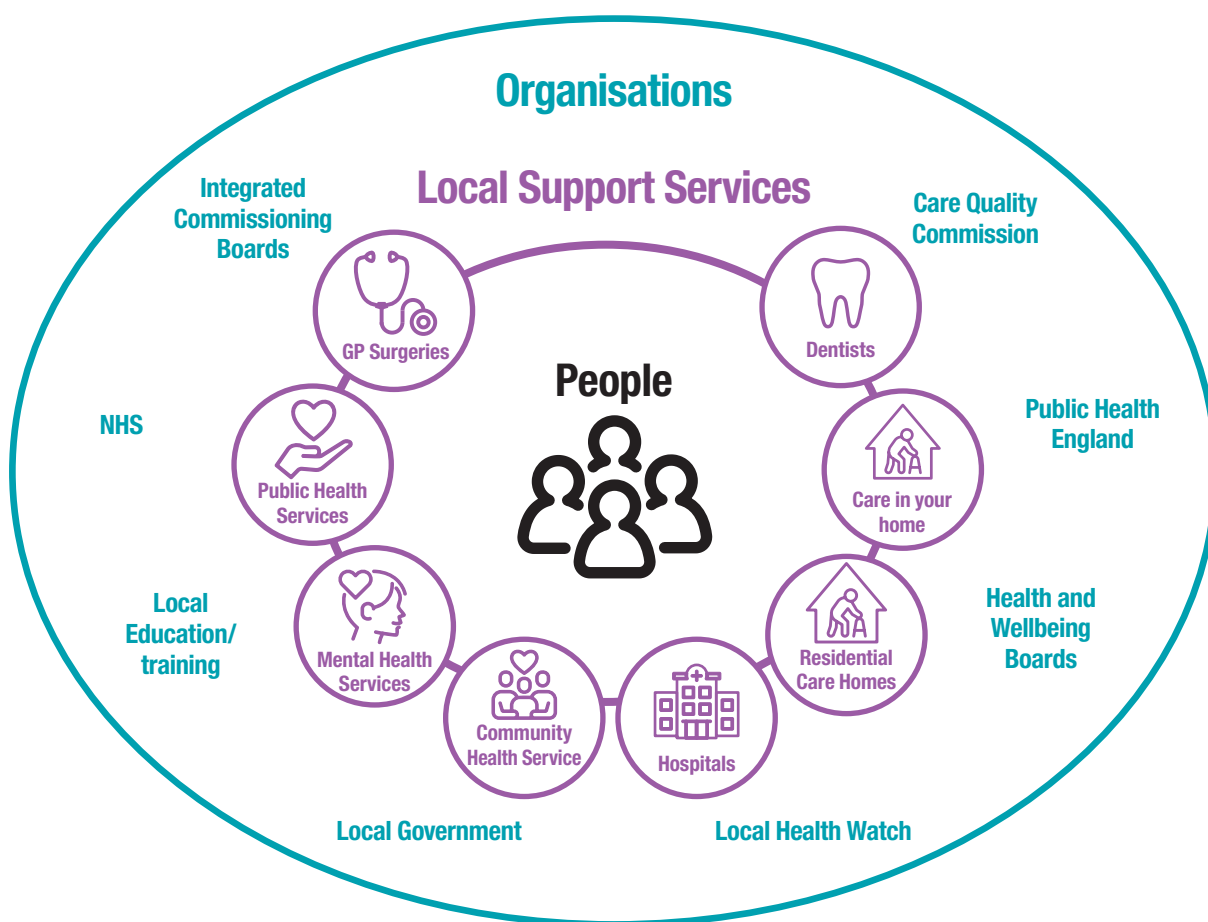 Organisations
Local Support Services
Integrated
Commissioning
Boards
Care Quality
Commission
GP Surgeries
Dentists
People
NHS
Public Health
England
Public Health
Services
Care in your
home
Local
Education/
training
Health and
Wellbeing
Boards
Mental Health
Services
Residential
Care Homes
Community
Health Service
Hospitals
Local Government
Local Health Watch